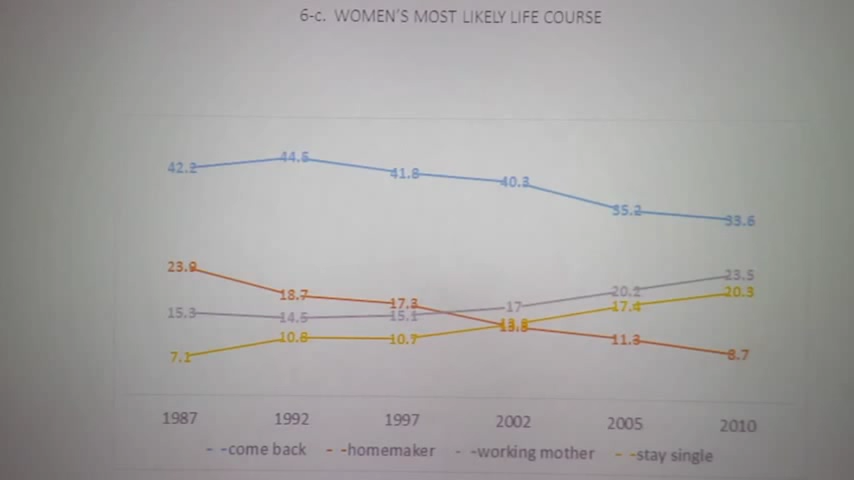 6-c. WOMEN'S MOST LIKELY LIFE COURSE
42.2 44.5 41.8 40.3 35.2 33.6
23.9 18.7 17.3 11.3 8.7
15.3 14.5 15.1 17 20.2 23.5
7.1 10.8 10.7 17.4 20.3
1987 1992 1997 2002 2005 2010
-come back -homemaker -working mother -stay single